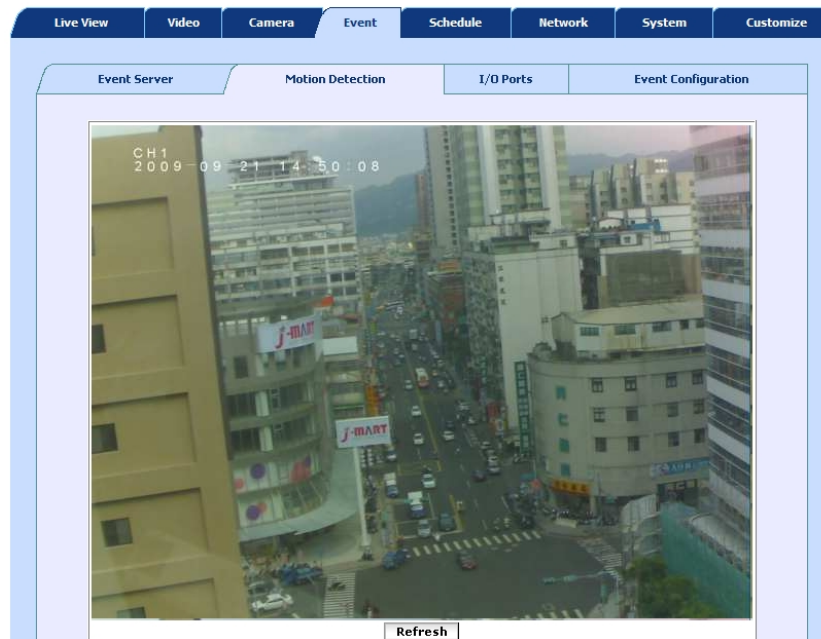 Live View
Video
Camera
Event
Schedule
Network
System
Customize
Event Server
Motion Detection
I/O Ports
Event Configuration
CH1
2009-09-21 14:50:08
j-MART
j-MART
Refresh